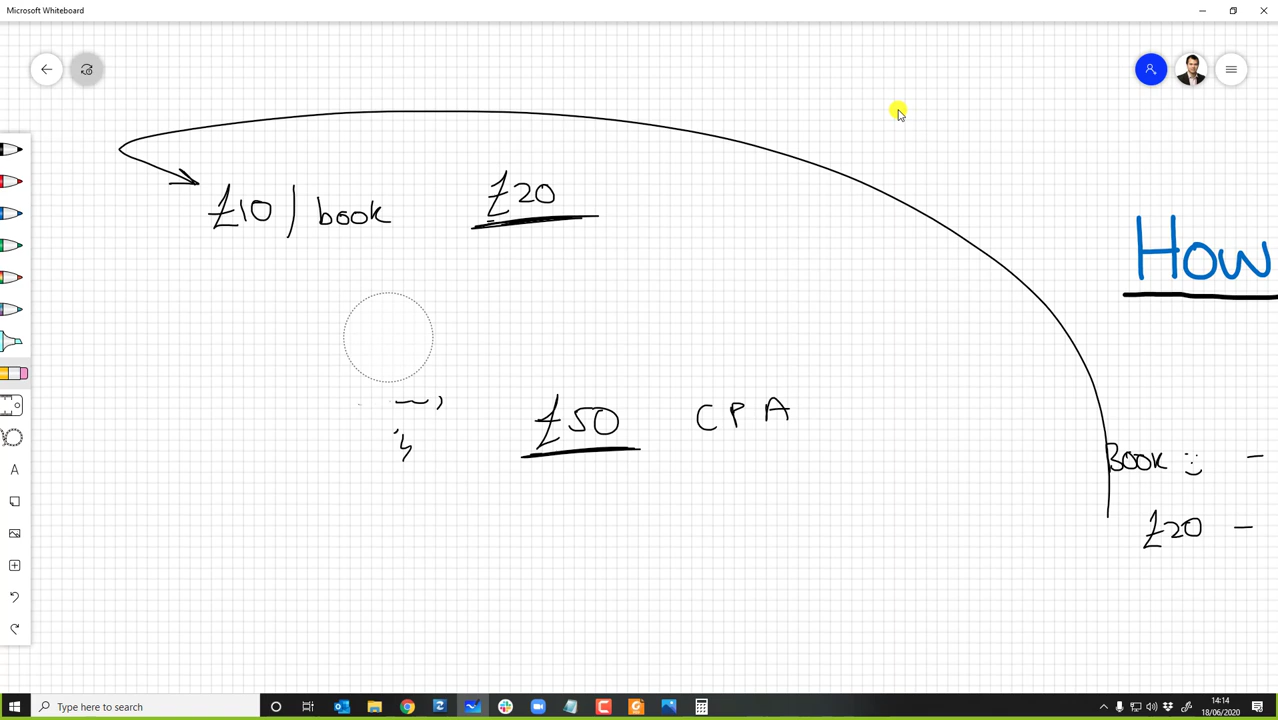 Microsoft Whiteboard
£10 | book
£20
How
£50
CPA
Book :) -
£20 -
A
Type here to search
14:14
18/06/2020